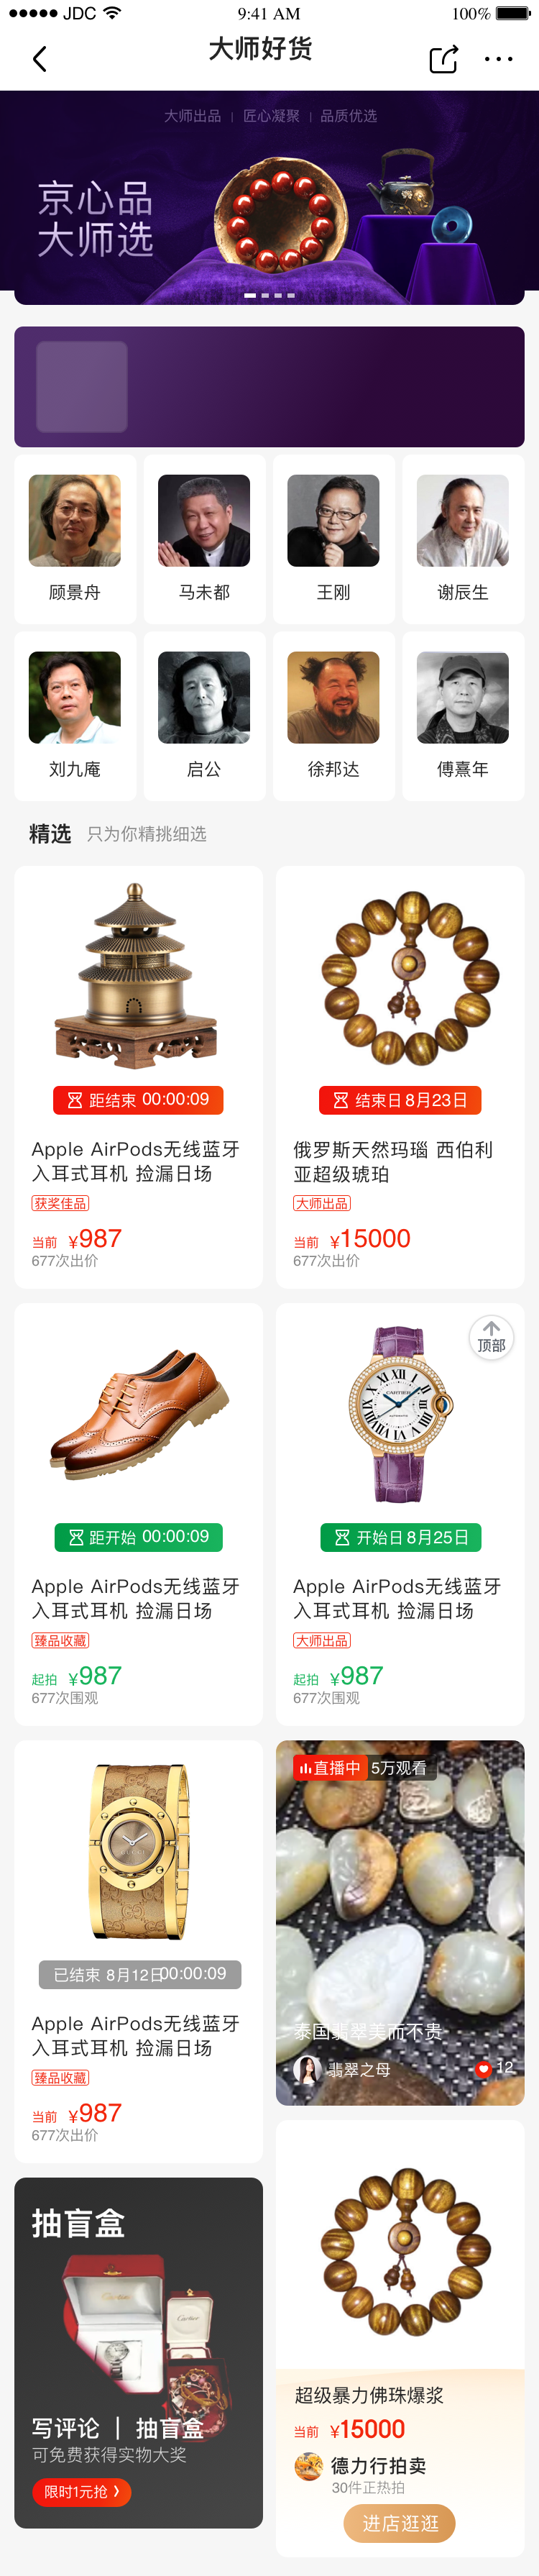 JDC 9:41 AM 100%
大师好货
大师出品 | 匠心凝聚 | 品质优选
京心品
大师选
顾景舟 马未都 王刚 谢辰生
刘九庵 启公 徐邦达 傅熹年
精选 只为你精挑细选
距结束 00:00:09
Apple AirPods无线蓝牙
入耳式耳机 捡漏日场
获奖佳品
当前 ¥987
677次出价
结束日 8月23日
俄罗斯天然玛瑙 西伯利
亚超级琥珀
大师出品
当前 ¥15000
677次出价
距开始 00:00:09
Apple AirPods无线蓝牙
入耳式耳机 捡漏日场
臻品收藏
起拍 ¥987
677次围观
顶部
CARTIER
开始日 8月25日
Apple AirPods无线蓝牙
入耳式耳机 捡漏日场
大师出品
起拍 ¥987
677次围观
GUCCI
已结束 8月12日00:00:09
Apple AirPods无线蓝牙
入耳式耳机 捡漏日场
臻品收藏
当前 ¥987
677次出价
直播中 5万观看
泰国翡翠美而不贵
翡翠之母 12
抽盲盒
Cartier
写评论 | 抽盲盒
可免费获得实物大奖
限时1元抢
超级暴力佛珠爆浆
当前 ¥15000
德力行拍卖
30件正热拍
进店逛逛